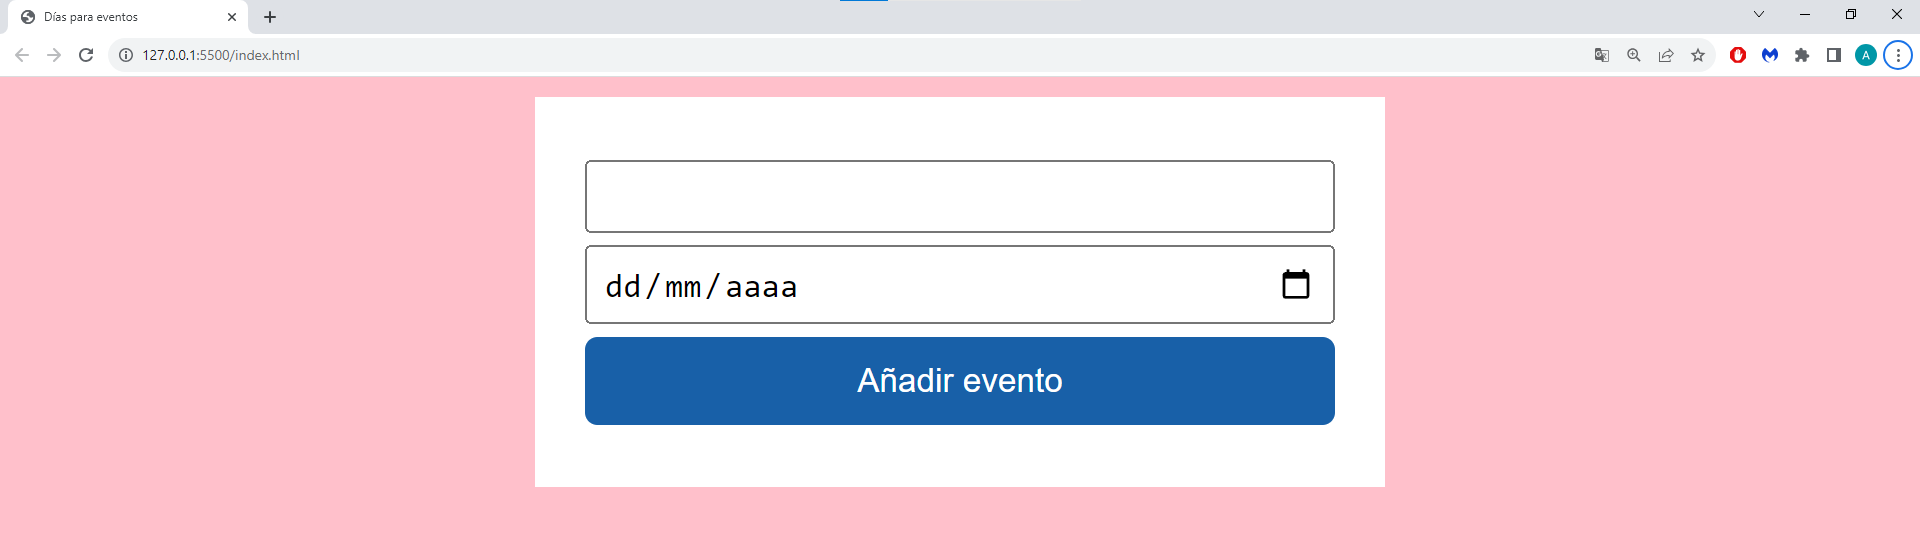 Días para eventos
127.0.0.1:5500/index.html
A
dd/mm/aaaa
Añadir evento